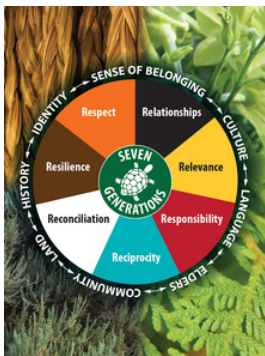 SENSE OF BELONGING
CULTURE
LANGUAGE
ELDERS
COMMUNITY
LAND
HISTORY
IDENTITY
Respect
Relationships
Resilience
SEVEN
GENERATIONS
Relevance
Reconciliation
Responsibility
Reciprocity